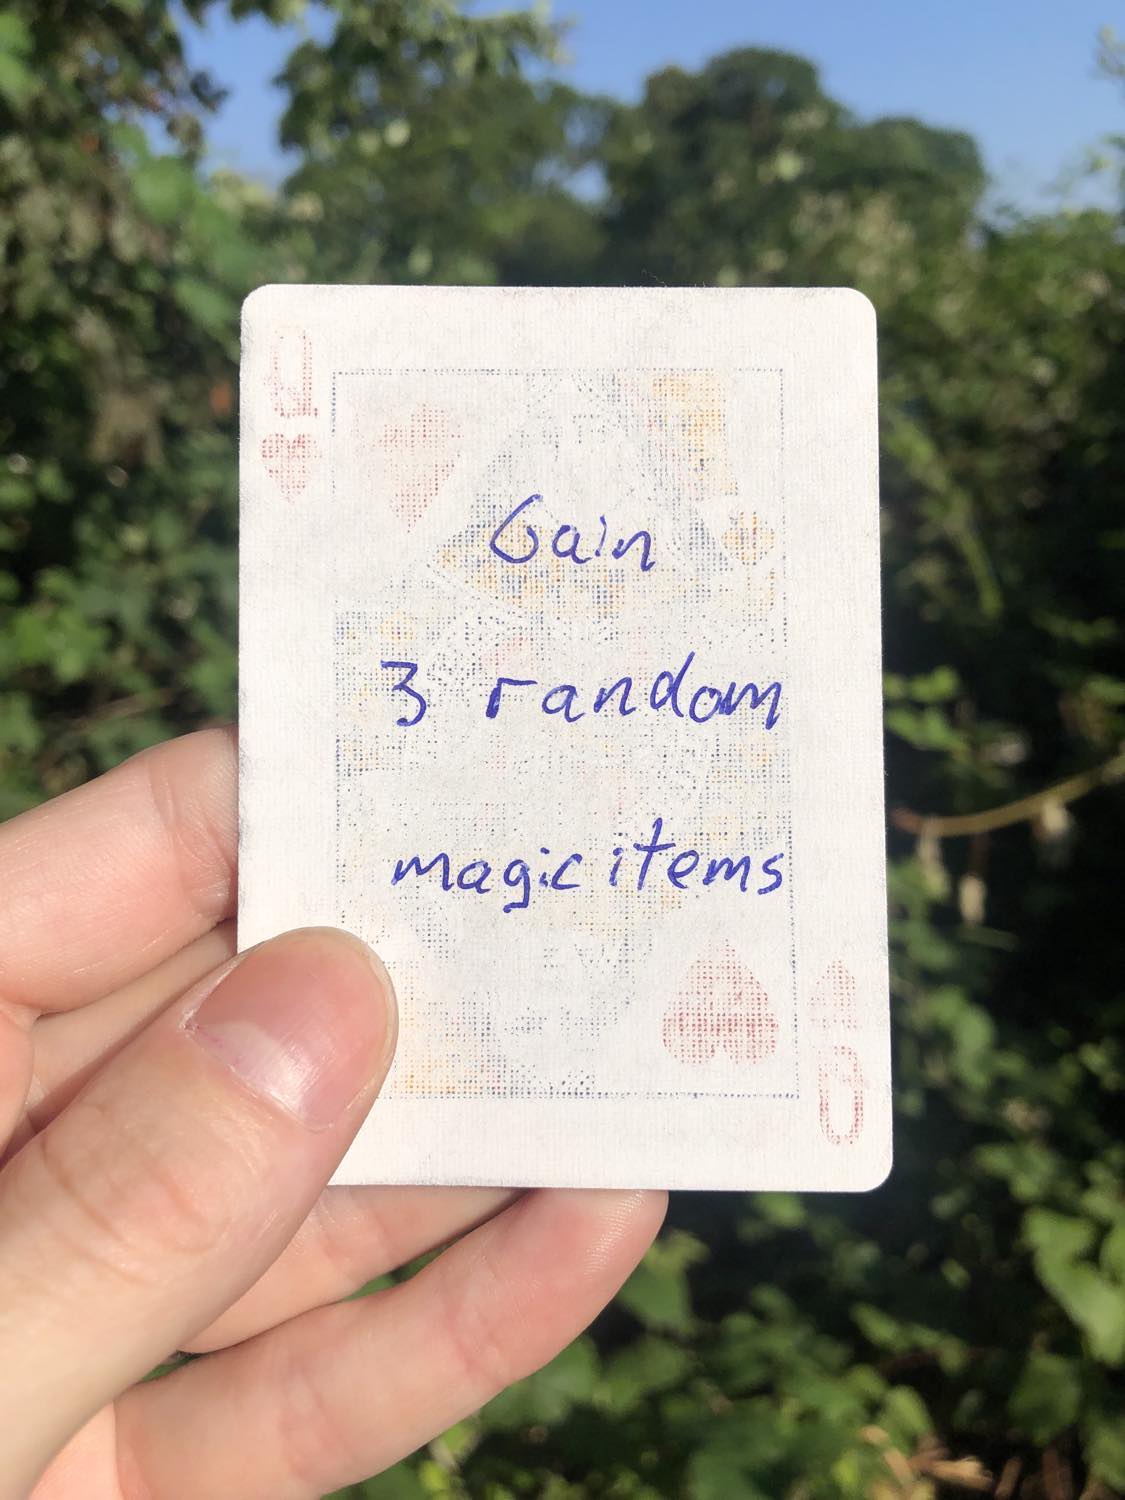 Q
Gain
3 random
magic items
Q